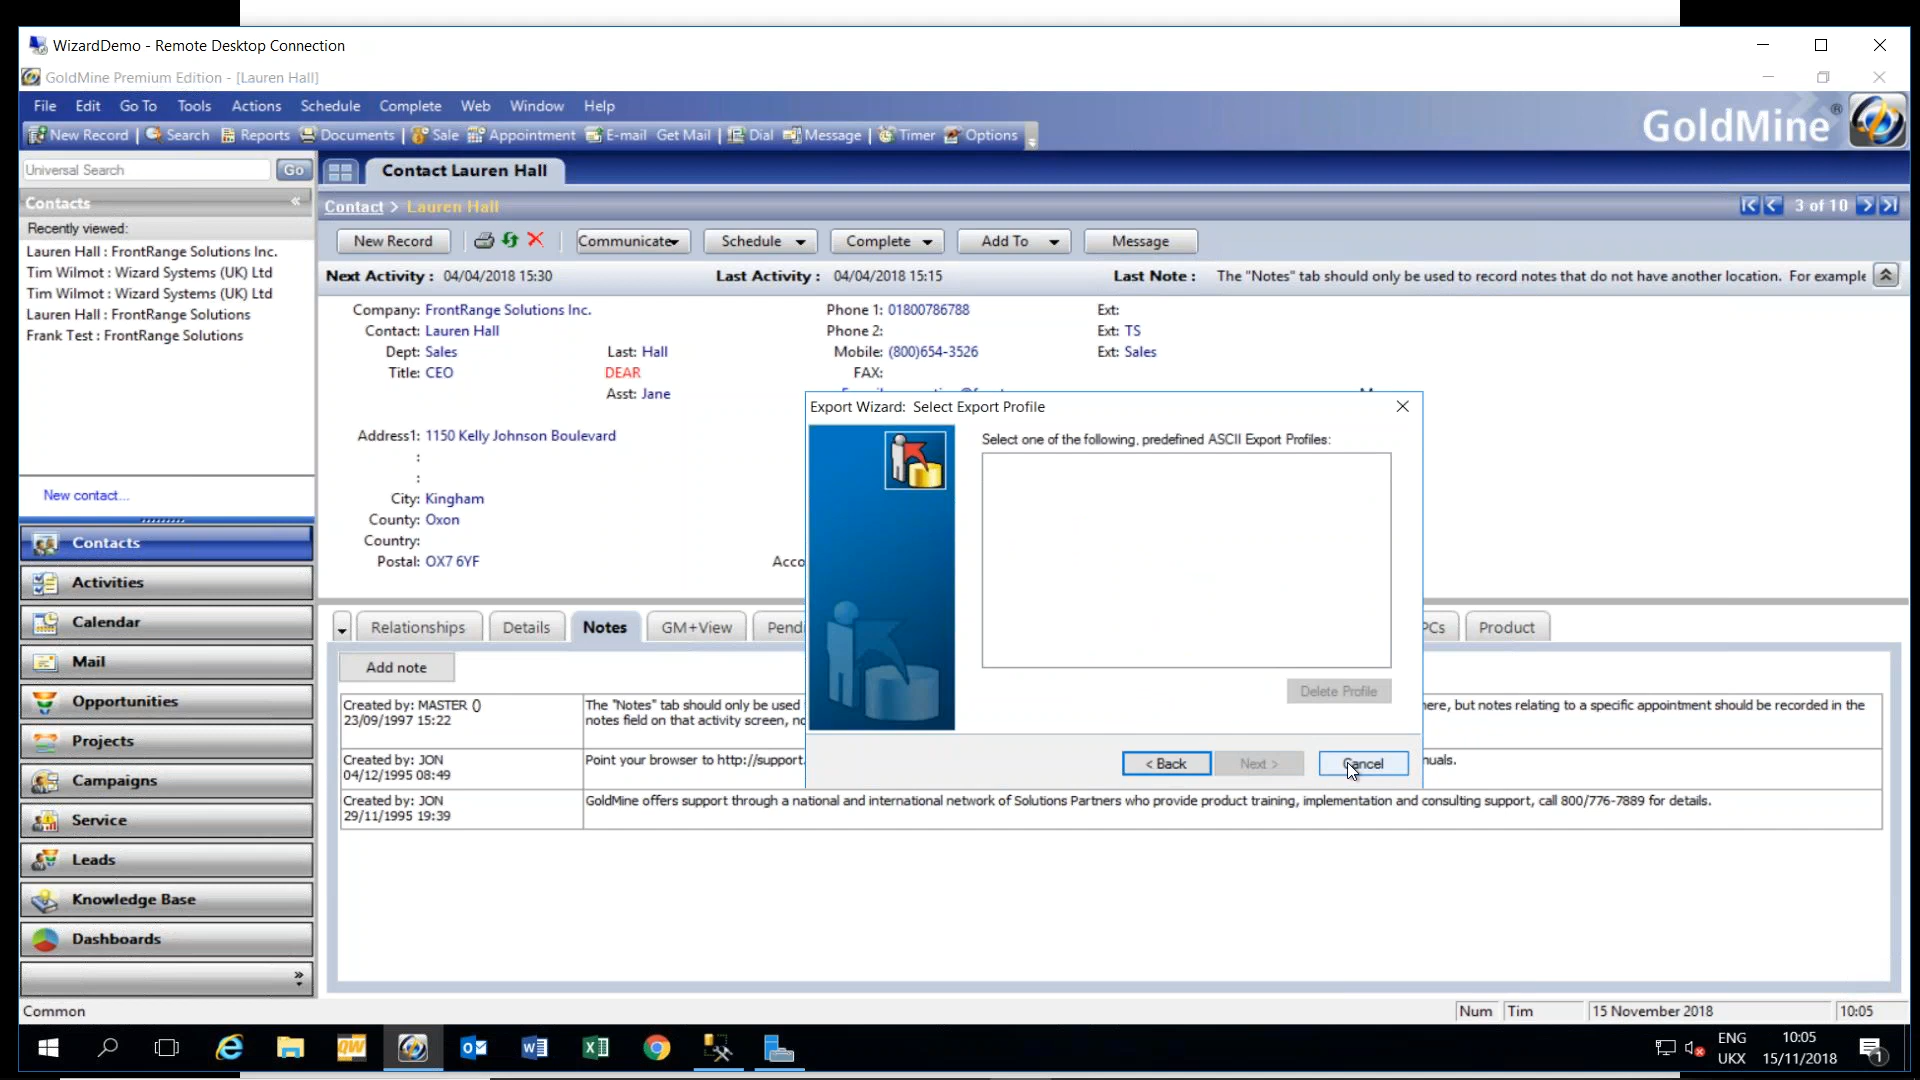 WizardDemo - Remote Desktop Connection
GoldMine Premium Edition - [Lauren Hall]
File Edit Go To Tools Actions Schedule Complete Web Window Help
New Record Search Reports Documents Sale Appointment E-mail Get Mail Dial Message Timer Options
GoldMine ®
Universal Search Go
Contacts
Recently viewed:
Lauren Hall : FrontRange Solutions Inc.
Tim Wilmot : Wizard Systems (UK) Ltd
Tim Wilmot : Wizard Systems (UK) Ltd
Lauren Hall : FrontRange Solutions
Frank Test : FrontRange Solutions
New contact...
Contacts
Activities
Calendar
Mail
Opportunities
Projects
Campaigns
Service
Leads
Knowledge Base
Dashboards
Contact Lauren Hall
Contact > Lauren Hall
3 of 10
New Record Communicate Schedule Complete Add To Message
Next Activity : 04/04/2018 15:30 Last Activity : 04/04/2018 15:15 Last Note : The "Notes" tab should only be used to record notes that do not have another location. For example
Company: FrontRange Solutions Inc. Phone 1: 01800786788 Ext:
Contact: Lauren Hall Phone 2: Ext: TS
Dept: Sales Last: Hall Mobile: (800)654-3526 Ext: Sales
Title: CEO DEAR FAX:
Asst: Jane
Address1: 1150 Kelly Johnson Boulevard
:
:
City: Kingham
County: Oxon
Country:
Postal: OX7 6YF Acco
Export Wizard: Select Export Profile
Select one of the following, predefined ASCII Export Profiles:
Delete Profile
< Back Next > Cancel
Relationships Details Notes GM+View Pendi PCs Product
Add note
Created by: MASTER ()
23/09/1997 15:22
The "Notes" tab should only be used here, but notes relating to a specific appointment should be recorded in the
notes field on that activity screen, no
Created by: JON
04/12/1995 08:49
Point your browser to http://support. nuals.
Created by: JON
29/11/1995 19:39
GoldMine offers support through a national and international network of Solutions Partners who provide product training, implementation and consulting support, call 800/776-7889 for details.
Common Num Tim 15 November 2018 10:05
ENG
UKX
10:05
15/11/2018
1